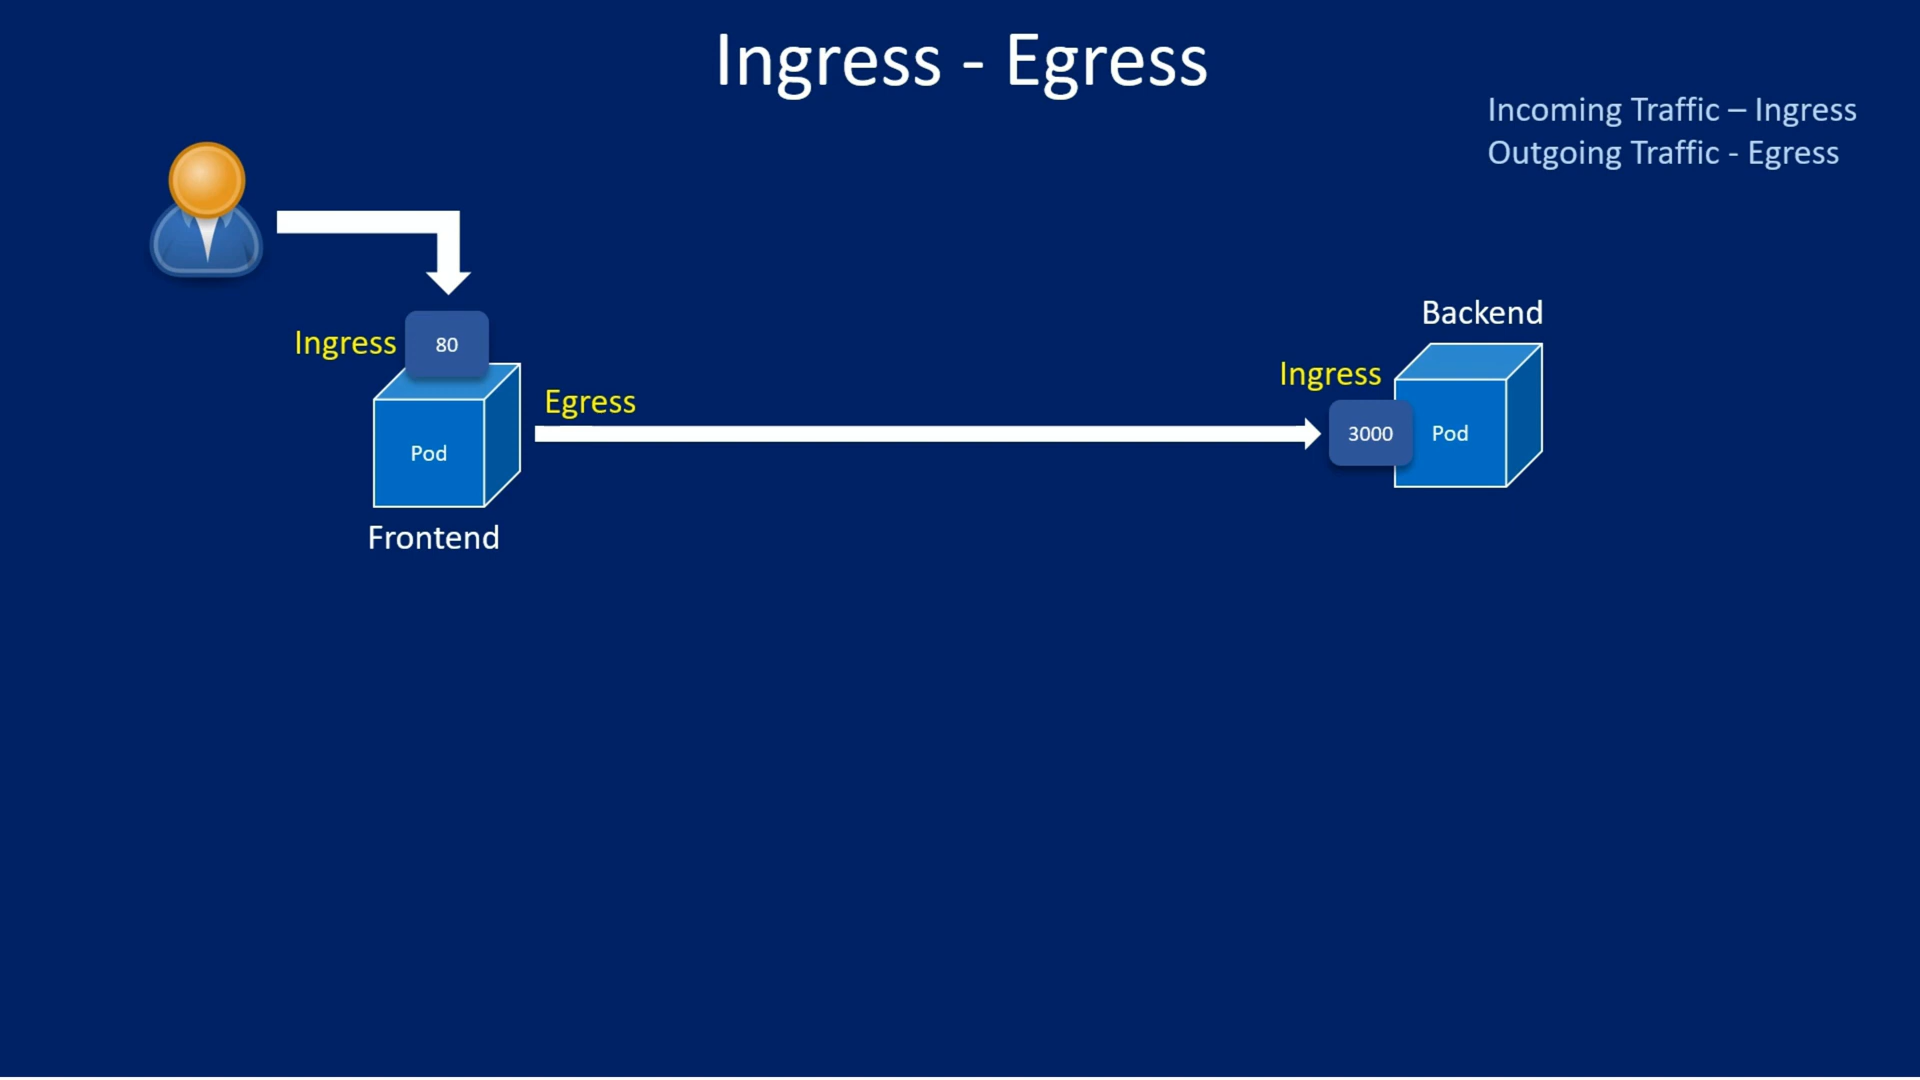 Ingress - Egress
Incoming Traffic – Ingress
Outgoing Traffic - Egress
Ingress
80
Pod
Frontend
Egress
Backend
Ingress
3000
Pod